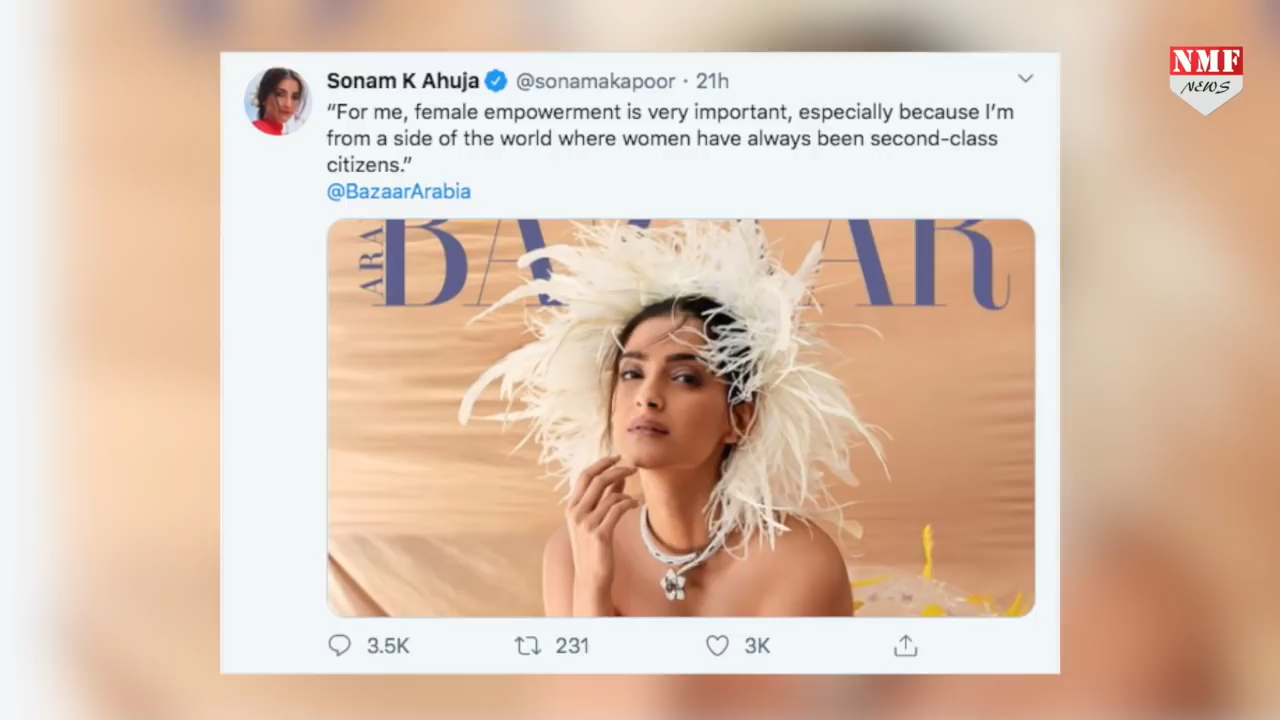 NMF
NEWS
Sonam K Ahuja @sonamakapoor · 21h
“For me, female empowerment is very important, especially because I’m
from a side of the world where women have always been second-class
citizens.”
@BazaarArabia
ARA
BA AR
3.5K 231 3K